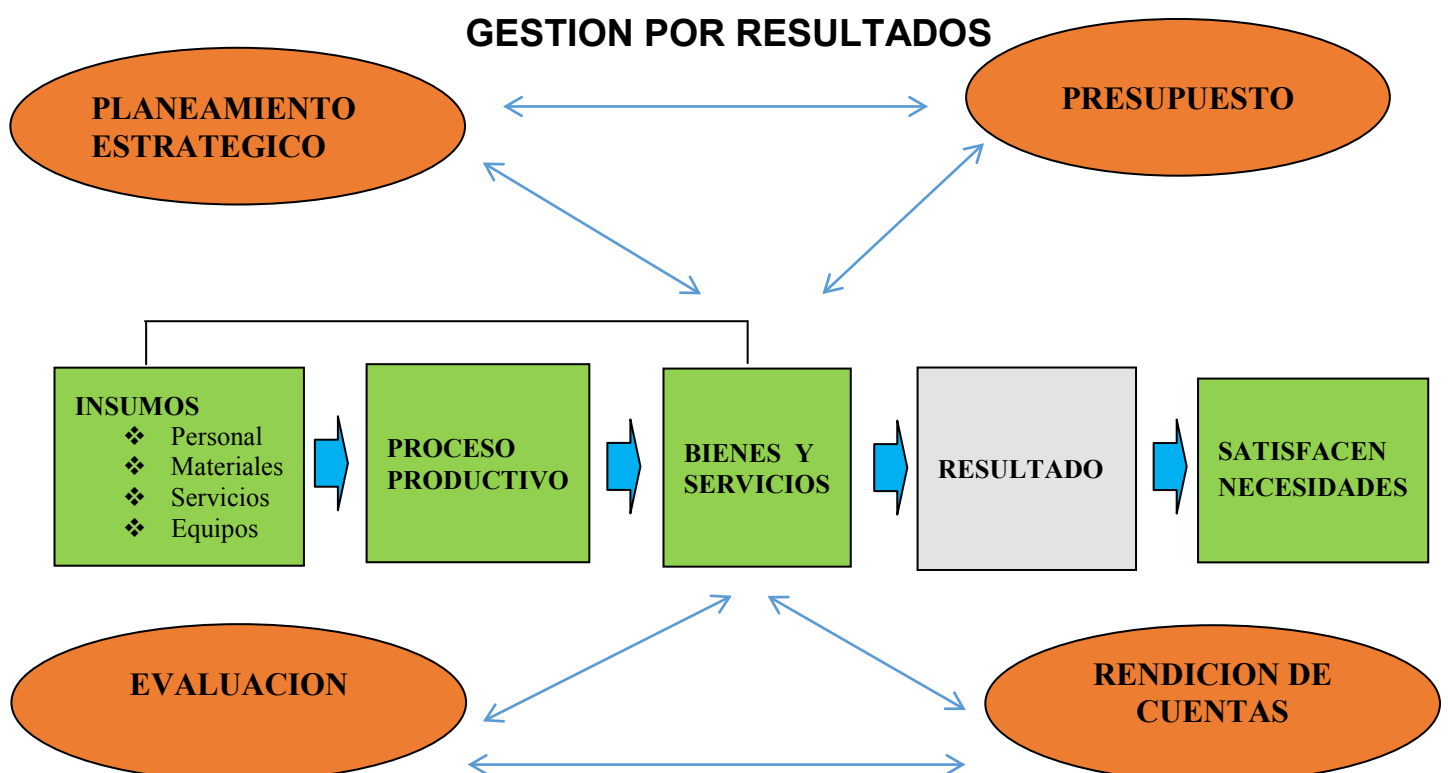 GESTION POR RESULTADOS
PLANEAMIENTO
ESTRATEGICO
PRESUPUESTO
INSUMOS
❖ Personal
❖ Materiales
❖ Servicios
❖ Equipos
PROCESO
PRODUCTIVO
BIENES Y
SERVICIOS
RESULTADO
SATISFACEN
NECESIDADES
EVALUACION
RENDICION DE
CUENTAS